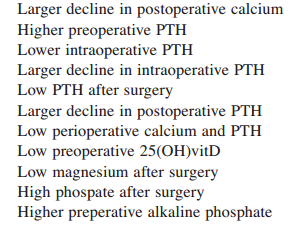 Larger decline in postoperative calcium
Higher preoperative PTH
Lower intraoperative PTH
Larger decline in intraoperative PTH
Low PTH after surgery
Larger decline in postoperative PTH
Low perioperative calcium and PTH
Low preoperative 25(OH)vitD
Low magnesium after surgery
High phospate after surgery
Higher preperative alkaline phosphate